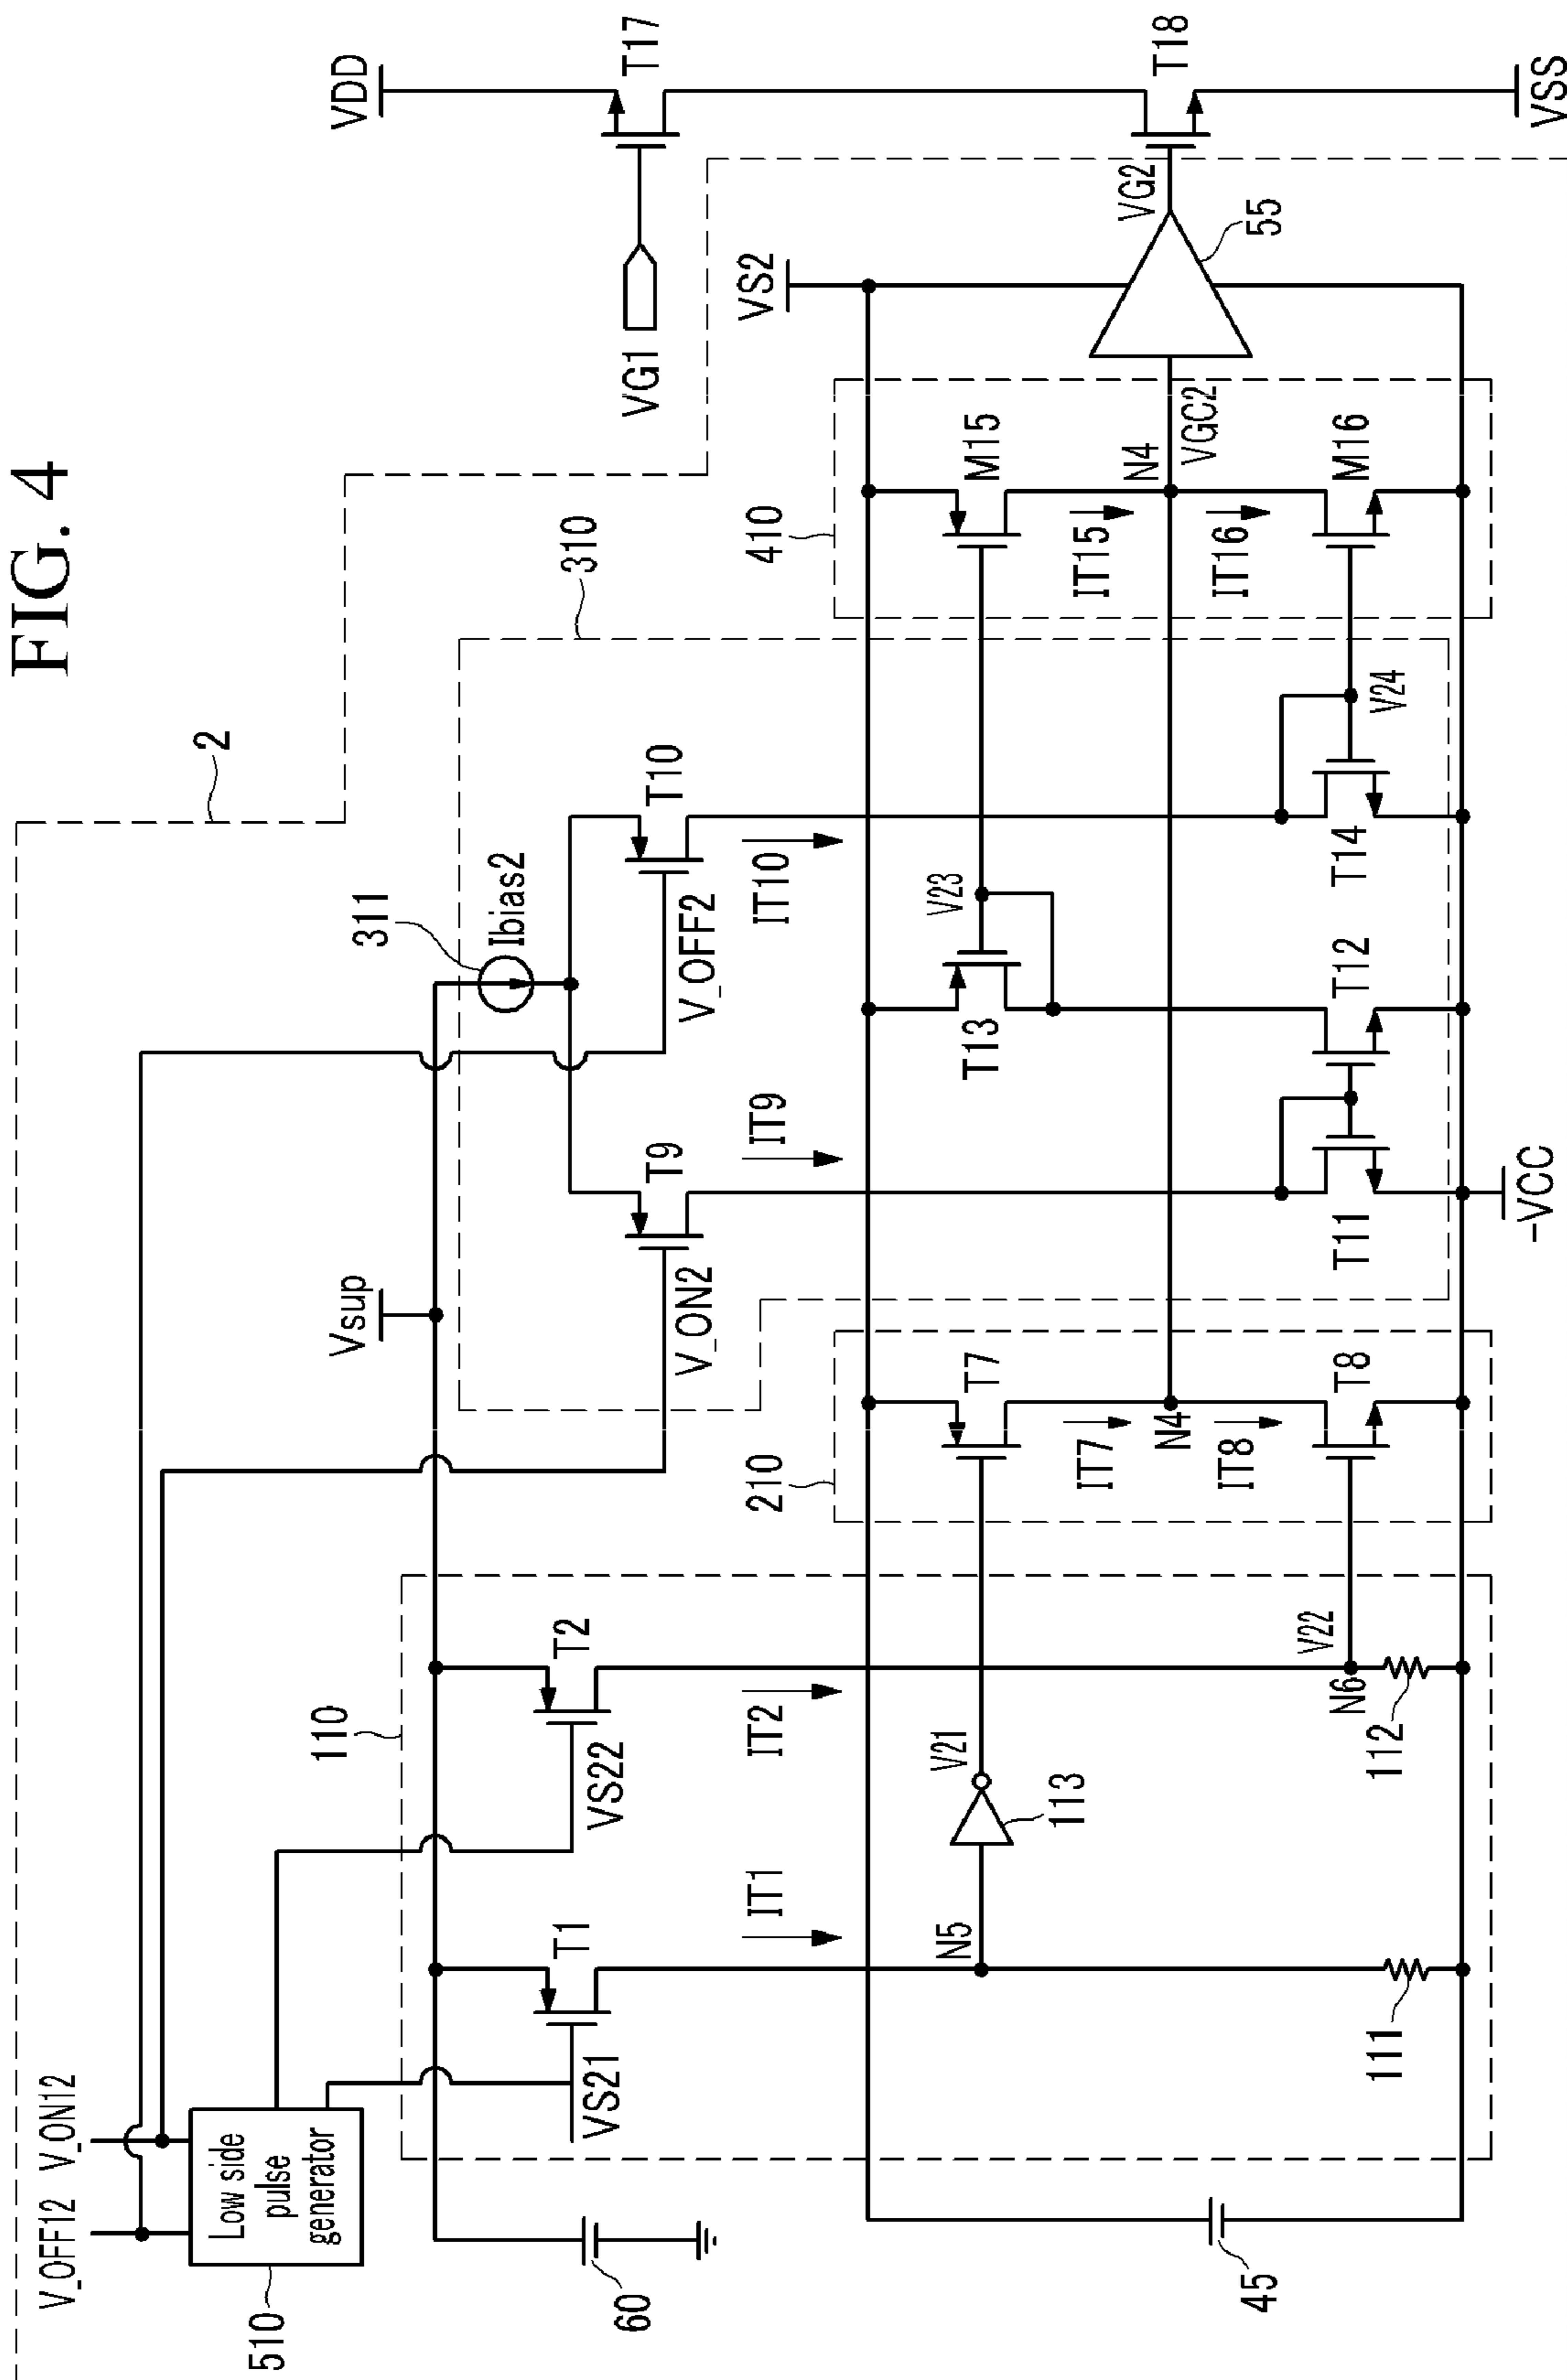 FIG. 4
2
V_OFF12
V_ON12
Low side
pulse
generator
510
60
45
Vsup
110
T1
T2
VS21
VS22
IT1
IT2
N5
V21
113
V22
N6
111
112
210
T7
IT7
N4
IT8
T8
310
311
Ibias2
T9
T10
V_ON2
V_OFF2
IT9
IT10
T13
V23
T11
T12
T14
V24
-VCC
410
M15
IT15
N4
VGC2
IT16
M16
VS2
55
VG2
VG1
VDD
T17
T18
VSS